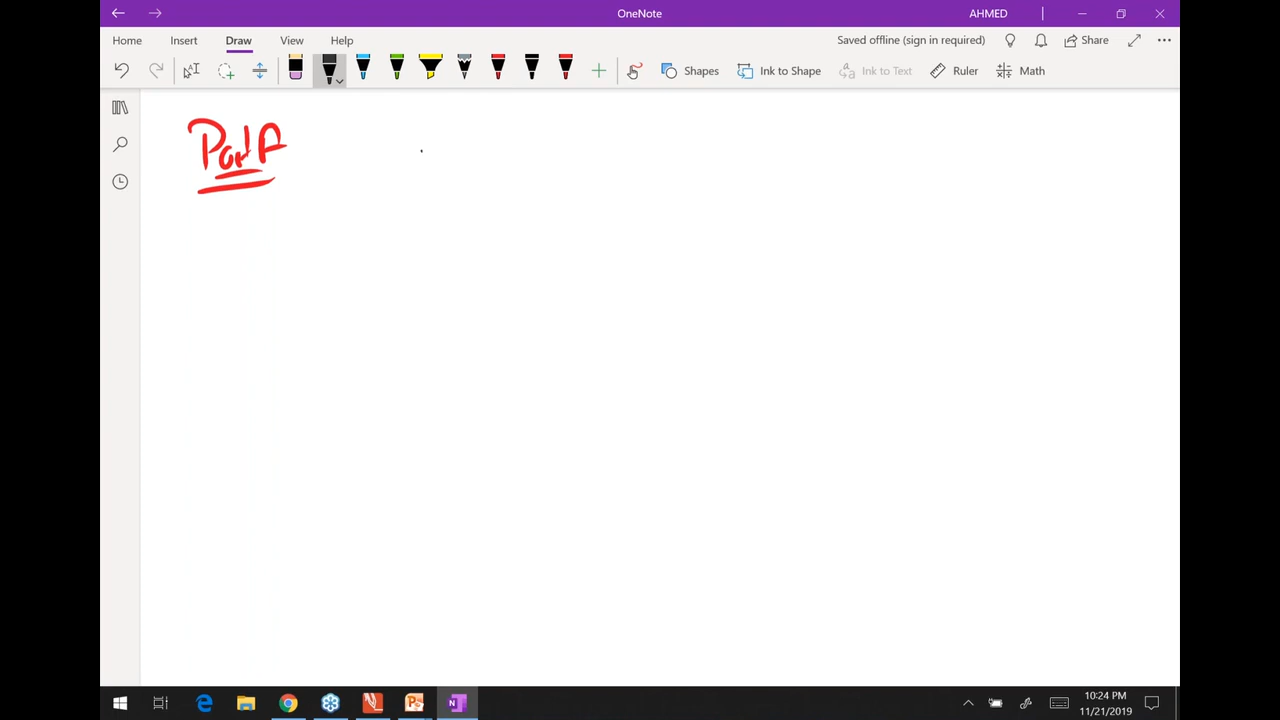 OneNote
AHMED
Home Insert Draw View Help
Saved offline (sign in required) Share
Shapes Ink to Shape Ink to Text Ruler Math
Part A
10:24 PM
11/21/2019